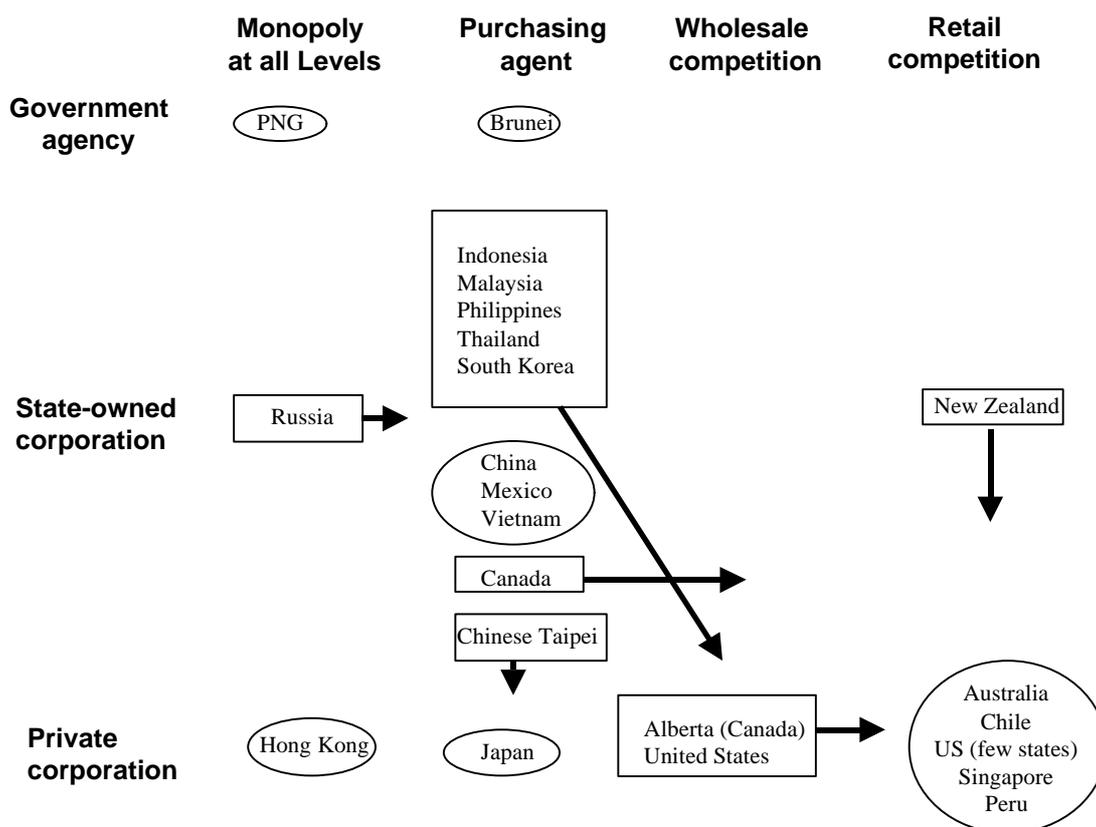 Monopoly
at all Levels
Purchasing
agent
Wholesale
competition
Retail
competition
Government
agency
PNG
Brunei
Indonesia
Malaysia
Philippines
Thailand
South Korea
State-owned
corporation
Russia
New Zealand
China
Mexico
Vietnam
Canada
Chinese Taipei
Private
corporation
Hong Kong
Japan
Alberta (Canada)
United States
Australia
Chile
US (few states)
Singapore
Peru